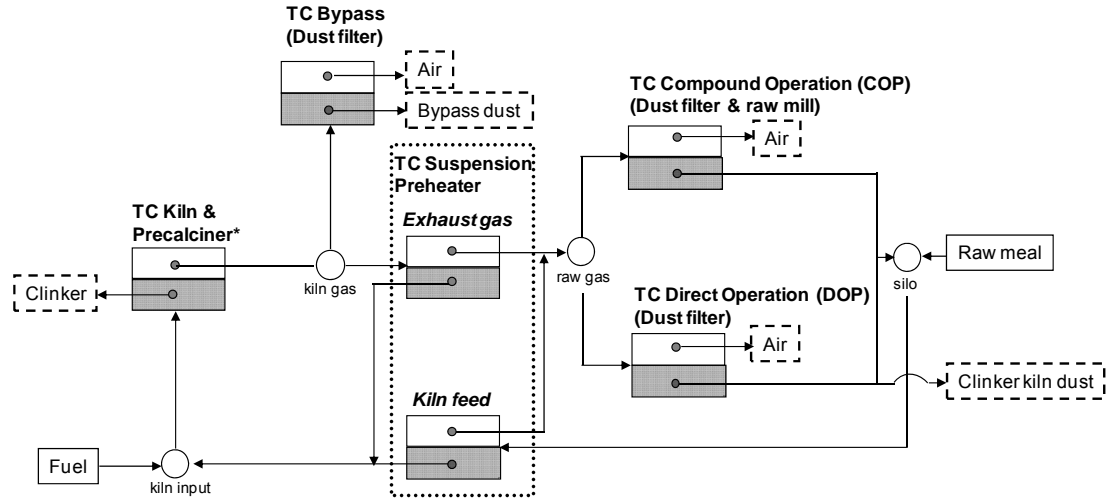 TC Bypass
(Dust filter)
Air
Bypass dust
TC Compound Operation (COP)
(Dust filter & raw mill)
Air
TC Suspension
Preheater
TC Kiln &
Precalciner*
Exhaust gas
Clinker
kiln gas
raw gas
Raw meal
silo
TC Direct Operation (DOP)
(Dust filter)
Air
Clinker kiln dust
Kiln feed
Fuel
kiln input